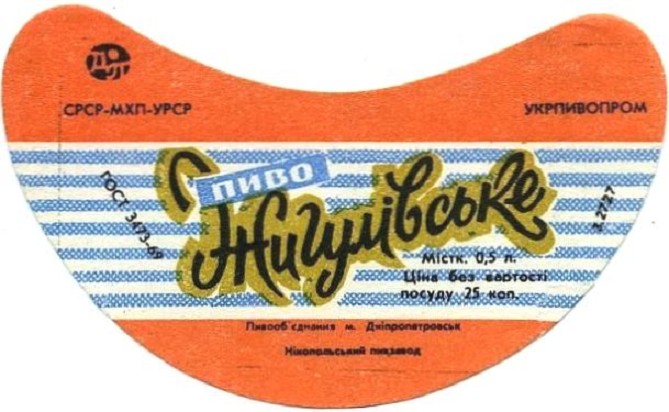 СРСР-МХП-УРСР
УКРПИВОПРОМ
ГОСТ 3473-69
ПИВО
Жигулівське
Містк. 0,5 л.
Ціна без вартості
посуду 25 коп.
Пивооб'єднання м. Дніпропетровськ
Нікопольський пивзавод